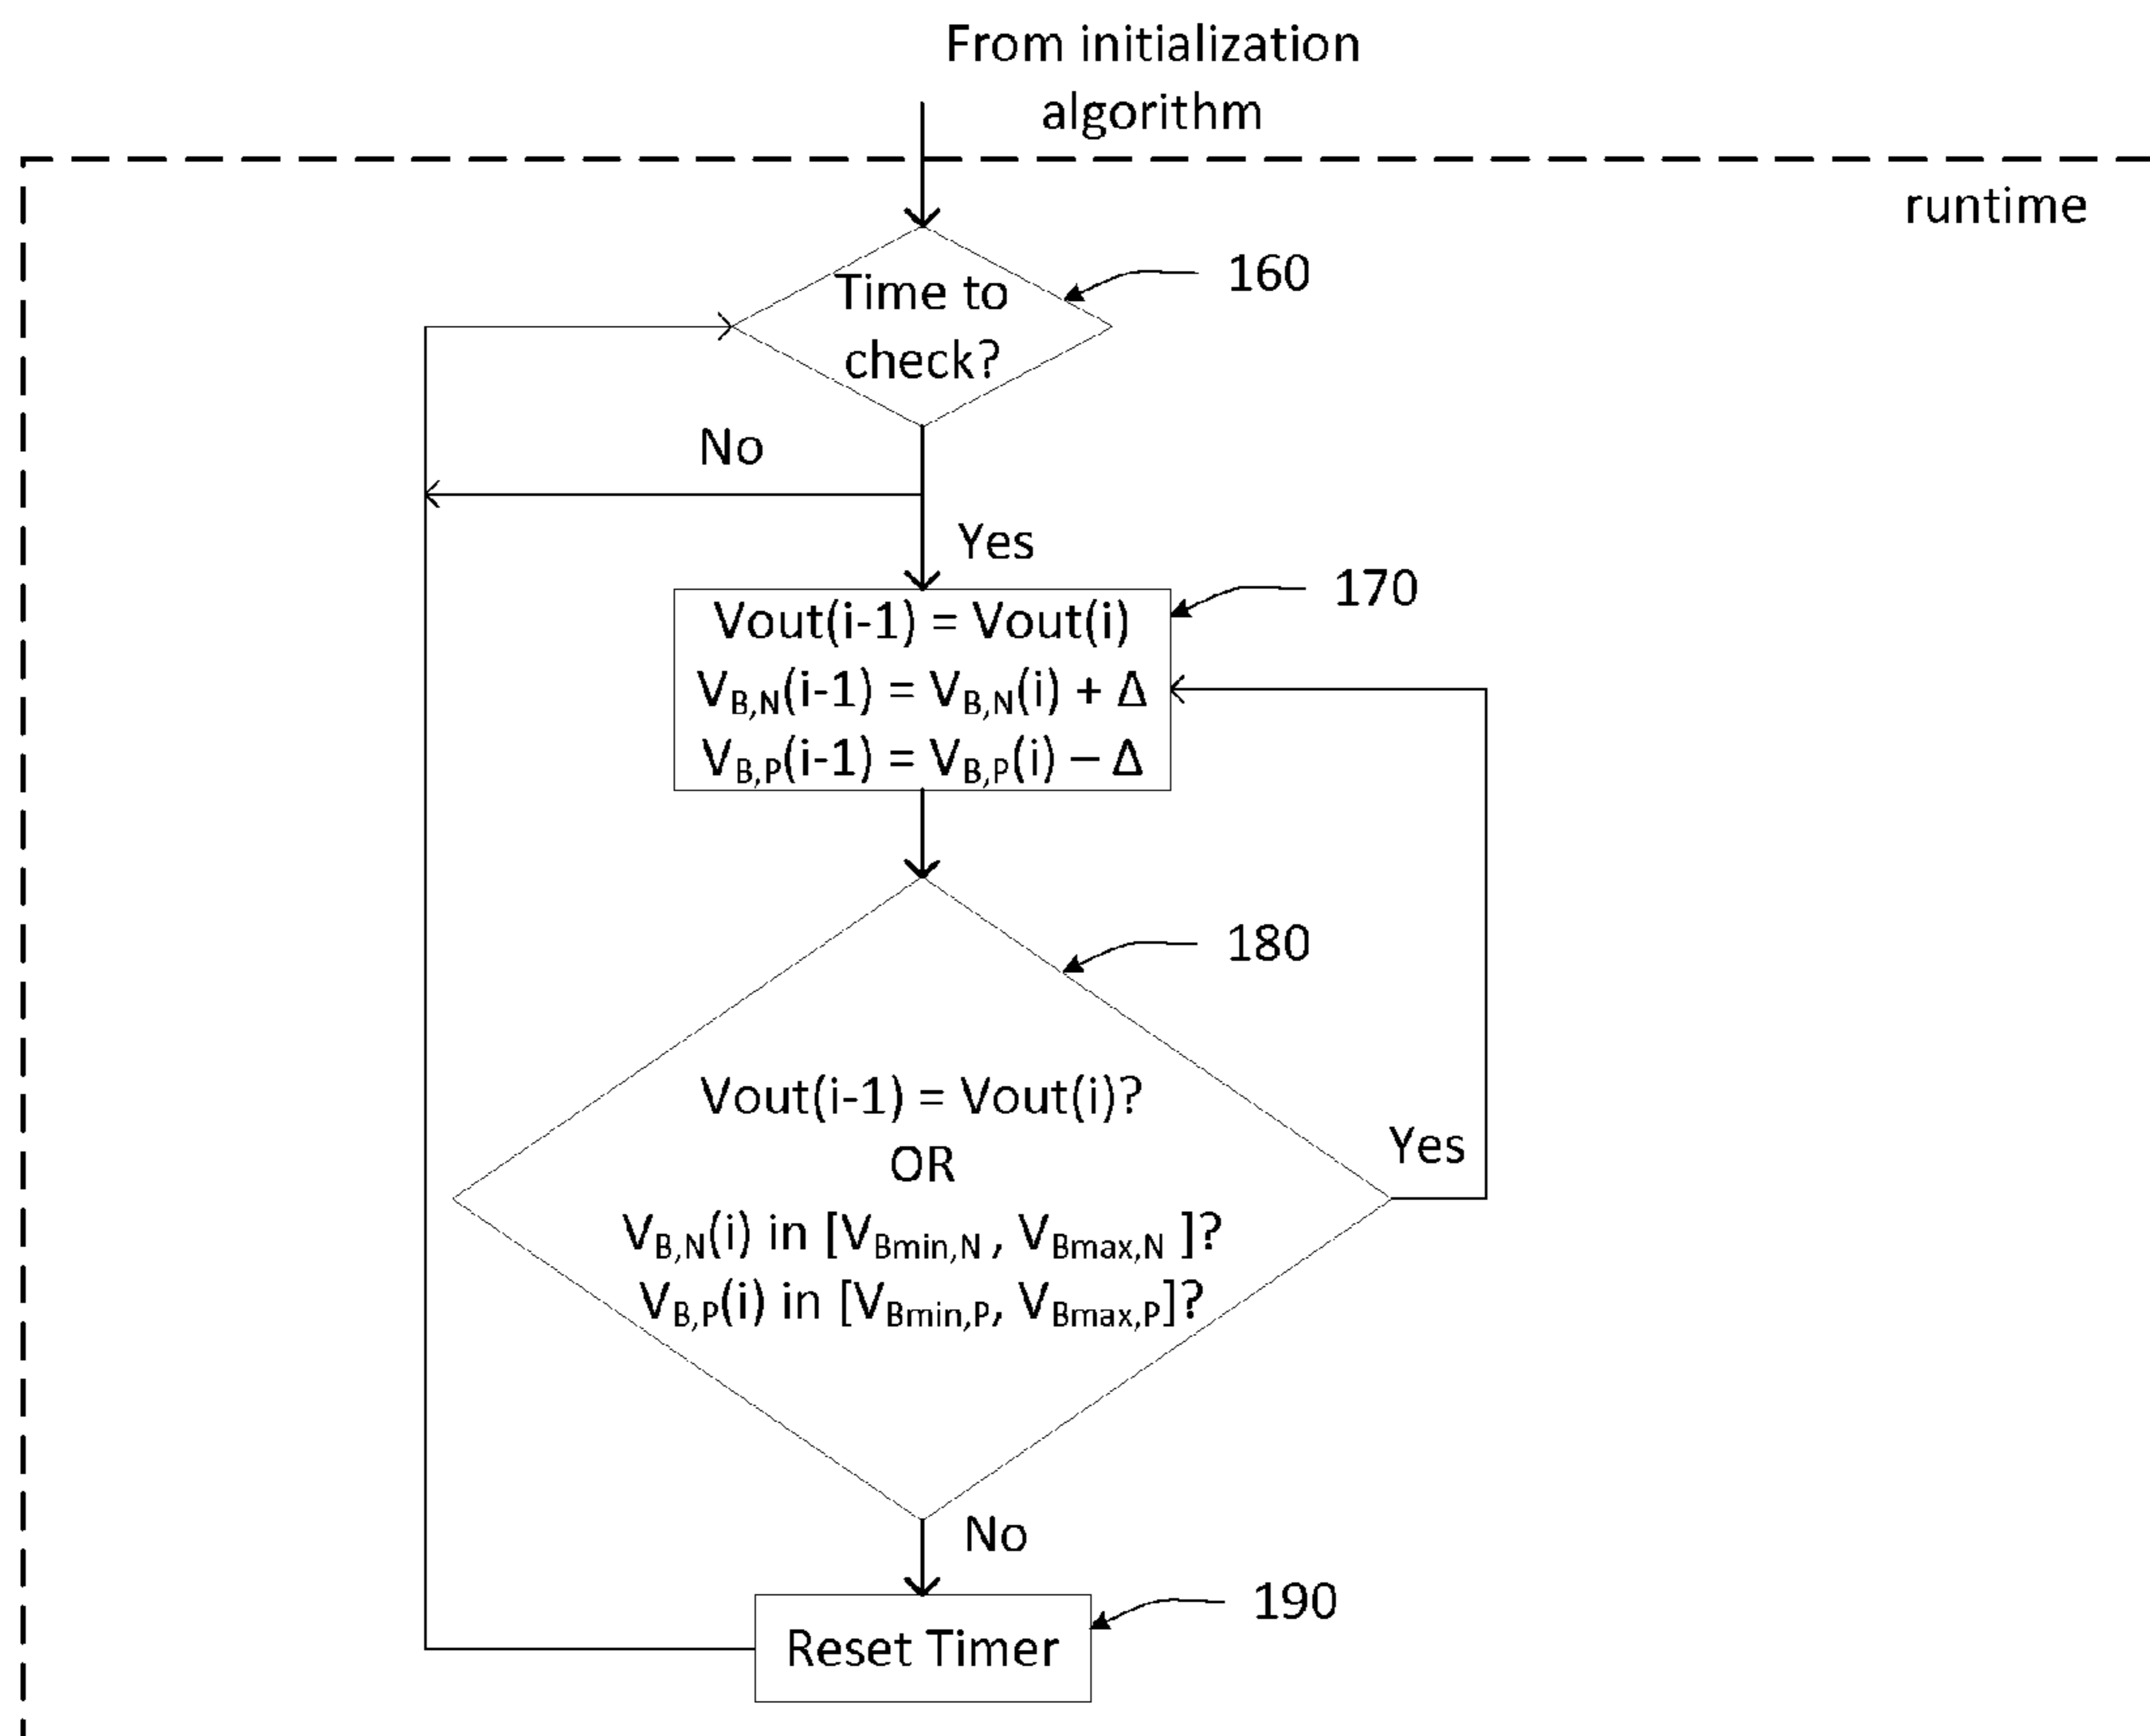 From initialization
algorithm
runtime
Time to
check?
160
No
Yes
170
Vout(i-1) = Vout(i)
V_B,N(i-1) = V_B,N(i) + Δ
V_B,P(i-1) = V_B,P(i) – Δ
180
Vout(i-1) = Vout(i)?
OR
V_B,N(i) in [V_Bmin,N , V_Bmax,N ]?
V_B,P(i) in [V_Bmin,P, V_Bmax,P]?
Yes
No
190
Reset Timer